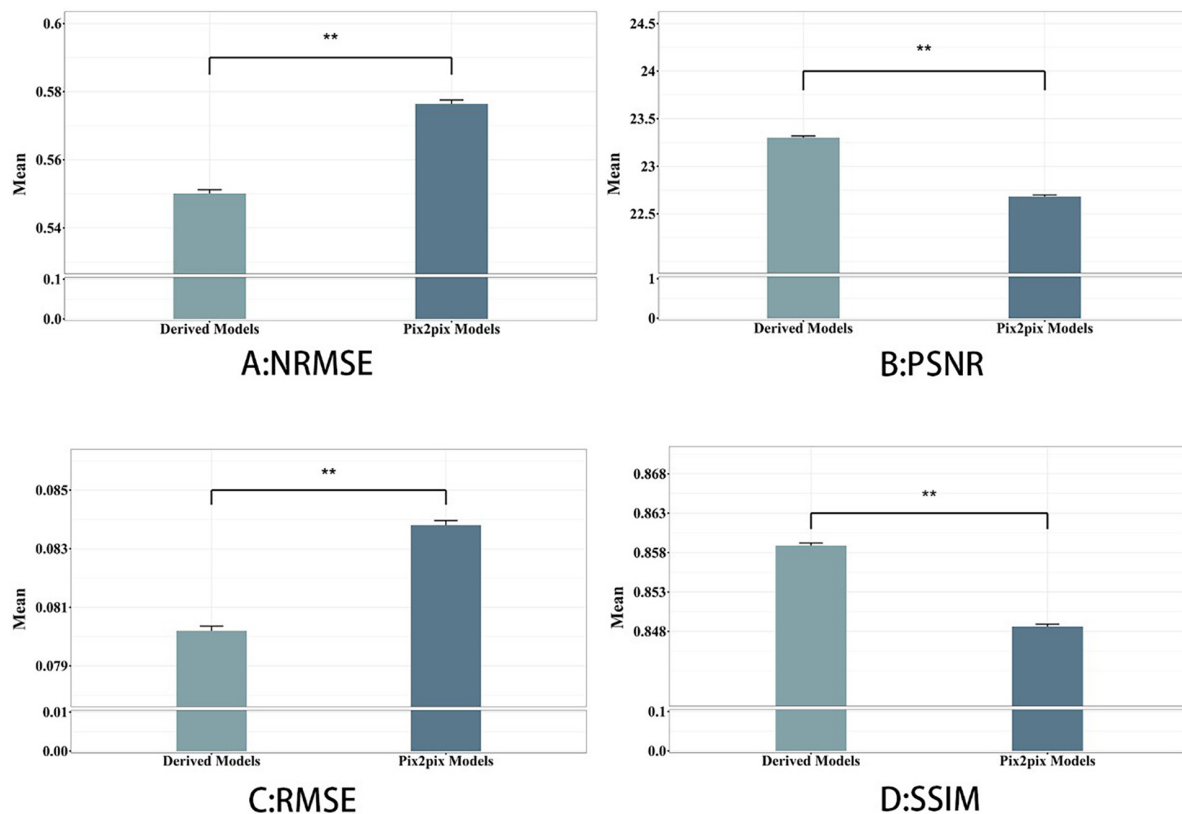 0.6
**
0.58
0.56
Mean
0.54
0.1
0.0
Derived Models Pix2pix Models
A:NRMSE
24.5
**
24
23.5
23
Mean
22.5
1
0
Derived Models Pix2pix Models
B:PSNR
**
0.085
0.083
Mean
0.081
0.079
0.01
0.00
Derived Models Pix2pix Models
C:RMSE
0.868
**
0.863
0.858
0.853
Mean
0.848
0.1
0.0
Derived Models Pix2pix Models
D:SSIM